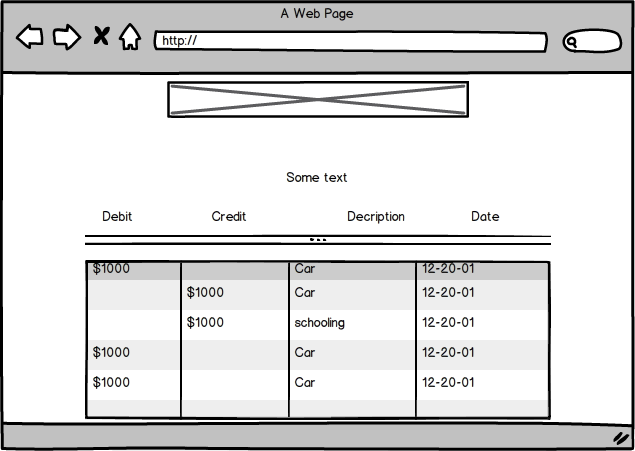 A Web Page
http://
Some text
Debit Credit Decription Date
$1000 Car 12-20-01
$1000 Car 12-20-01
$1000 schooling 12-20-01
$1000 Car 12-20-01
$1000 Car 12-20-01